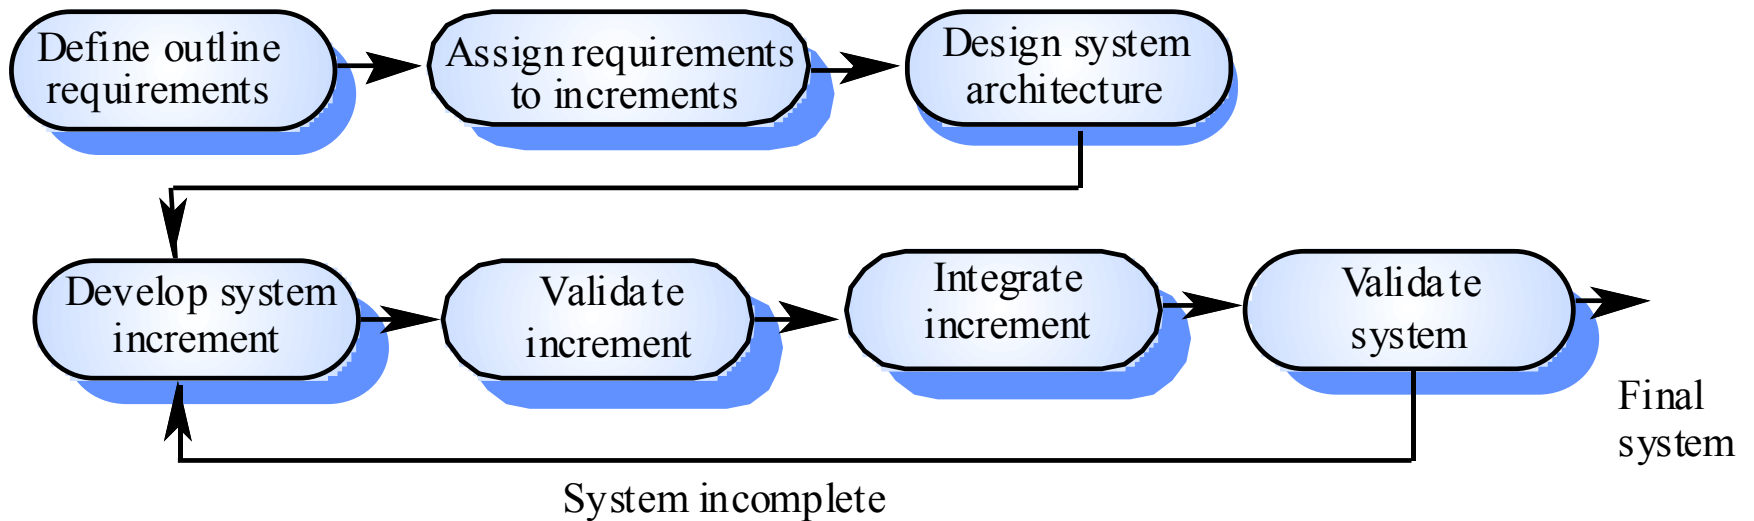 Define outline
requirements
Assign requirements
to increments
Design system
architecture
Develop system
increment
Validate
increment
Integrate
increment
Validate
system
Final
system
System incomplete